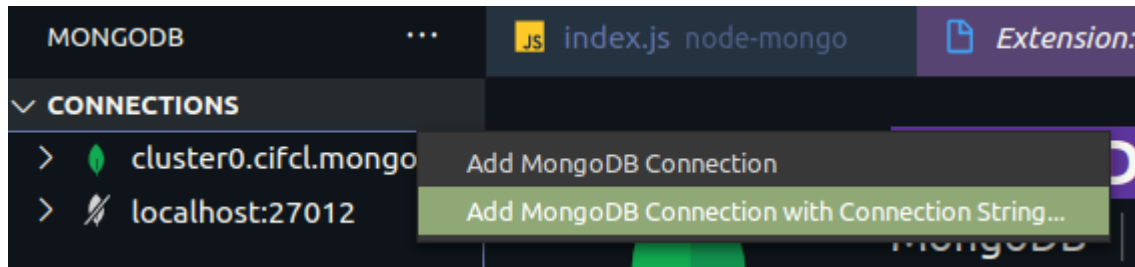 MONGODB ...
JS index.js node-mongo
Extension:
CONNECTIONS
cluster0.cifcl.mongo
localhost:27012
Add MongoDB Connection
Add MongoDB Connection with Connection String...
MongoDB